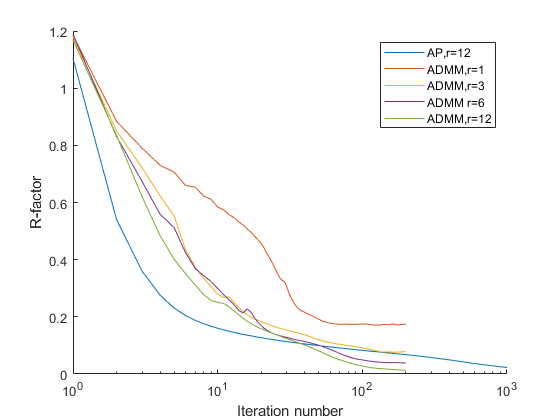 1.2
1
0.8
0.6
0.4
0.2
0
R-factor
10^0
10^1
10^2
10^3
Iteration number
AP,r=12
ADMM,r=1
ADMM,r=3
ADMM r=6
ADMM,r=12